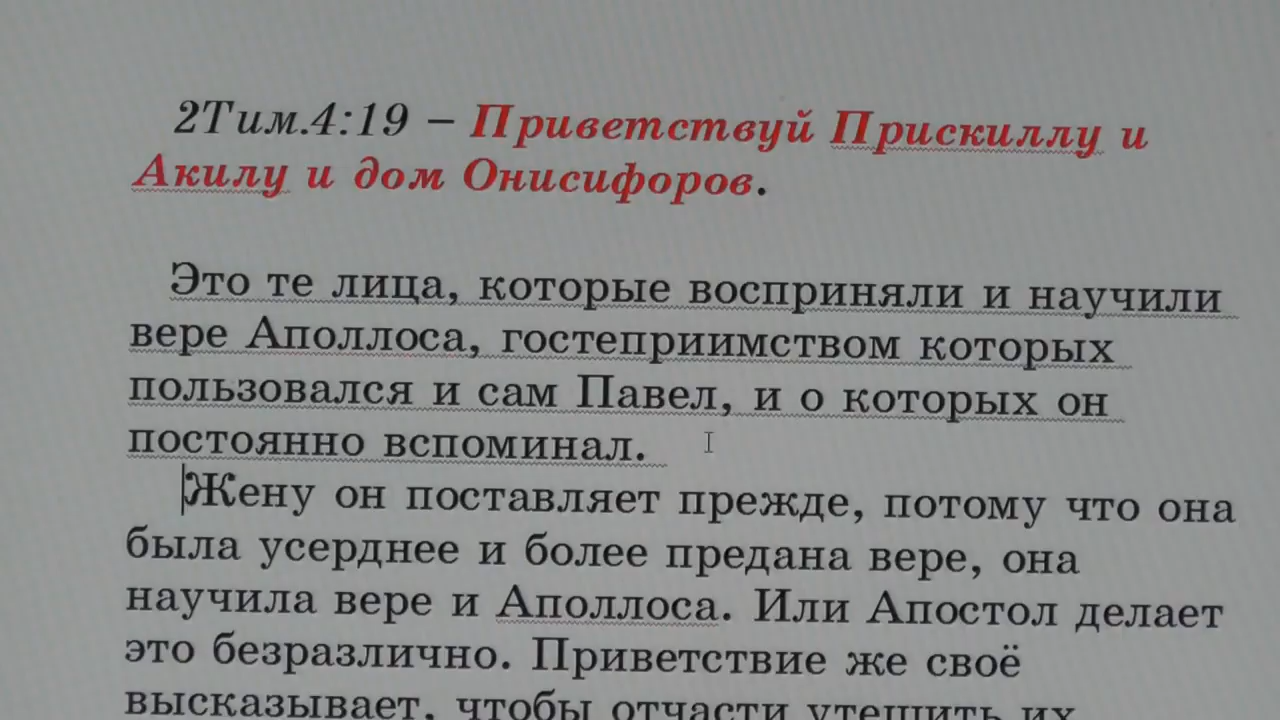 2Тим.4:19 – Приветствуй Прискиллу и
Акилу и дом Онисифоров.
Это те лица, которые восприняли и научили
вере Аполлоса, гостеприимством которых
пользовался и сам Павел, и о которых он
постоянно вспоминал.
Жену он поставляет прежде, потому что она
была усерднее и более предана вере, она
научила вере и Аполлоса. Или Апостол делает
это безразлично. Приветствие же своё
высказывает, чтобы отчасти утешить их